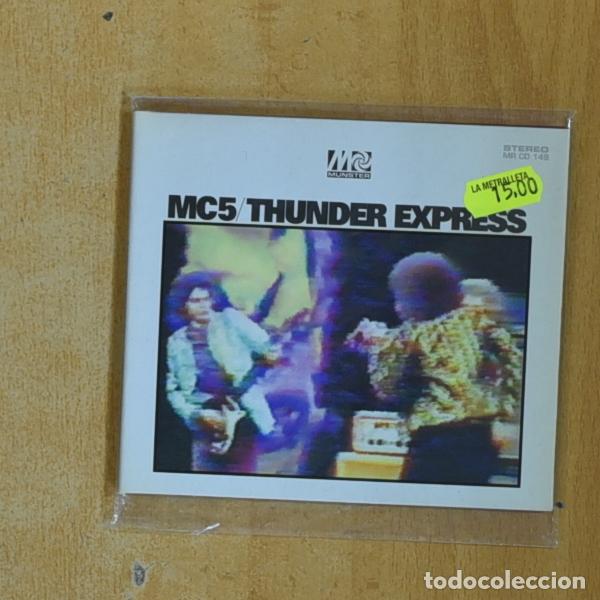 MUNSTER
STEREO
MR CD 149
LA METRALLETA
15,00
MC5/THUNDER EXPRESS
todocoleccion